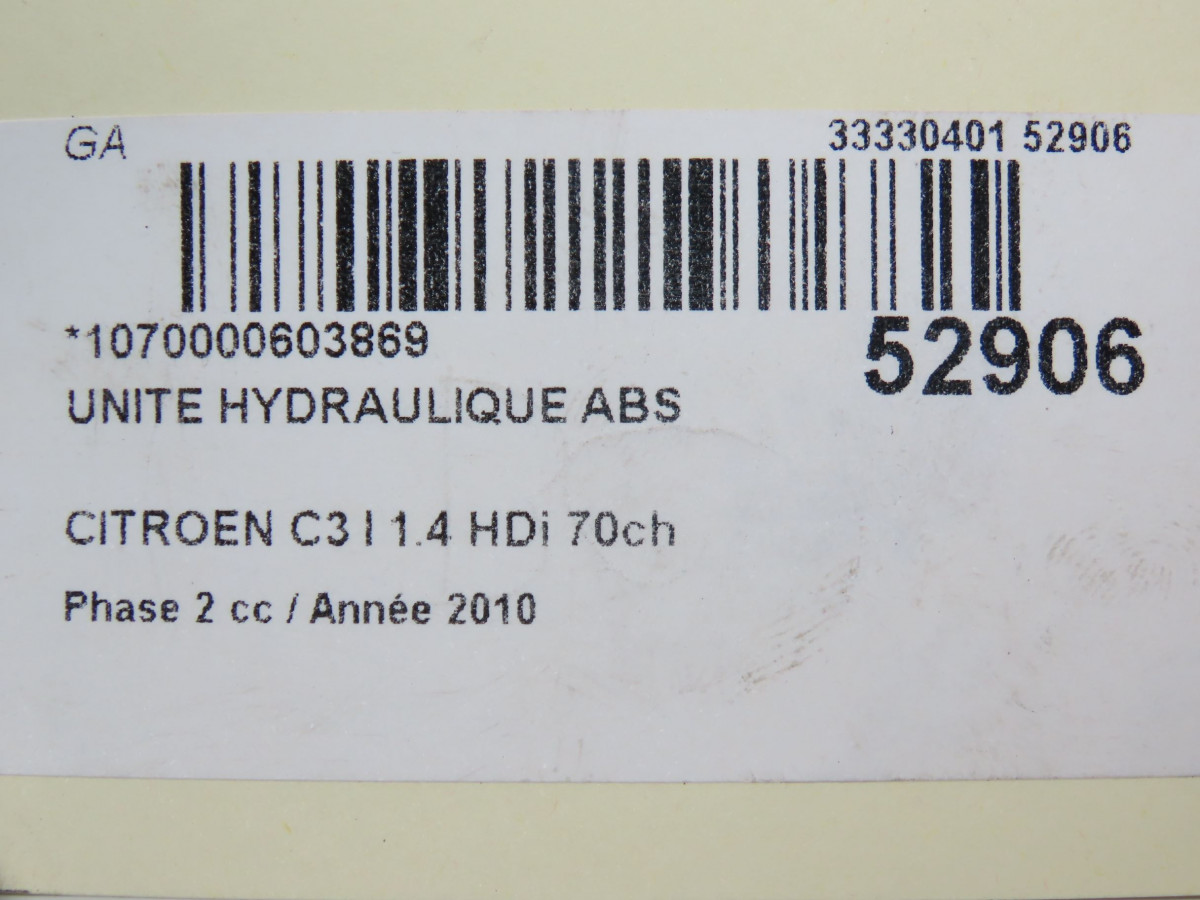 GA 33330401 52906
*1070000603869
52906
UNITE HYDRAULIQUE ABS
CITROEN C3 I 1.4 HDi 70ch
Phase 2 cc / Année 2010